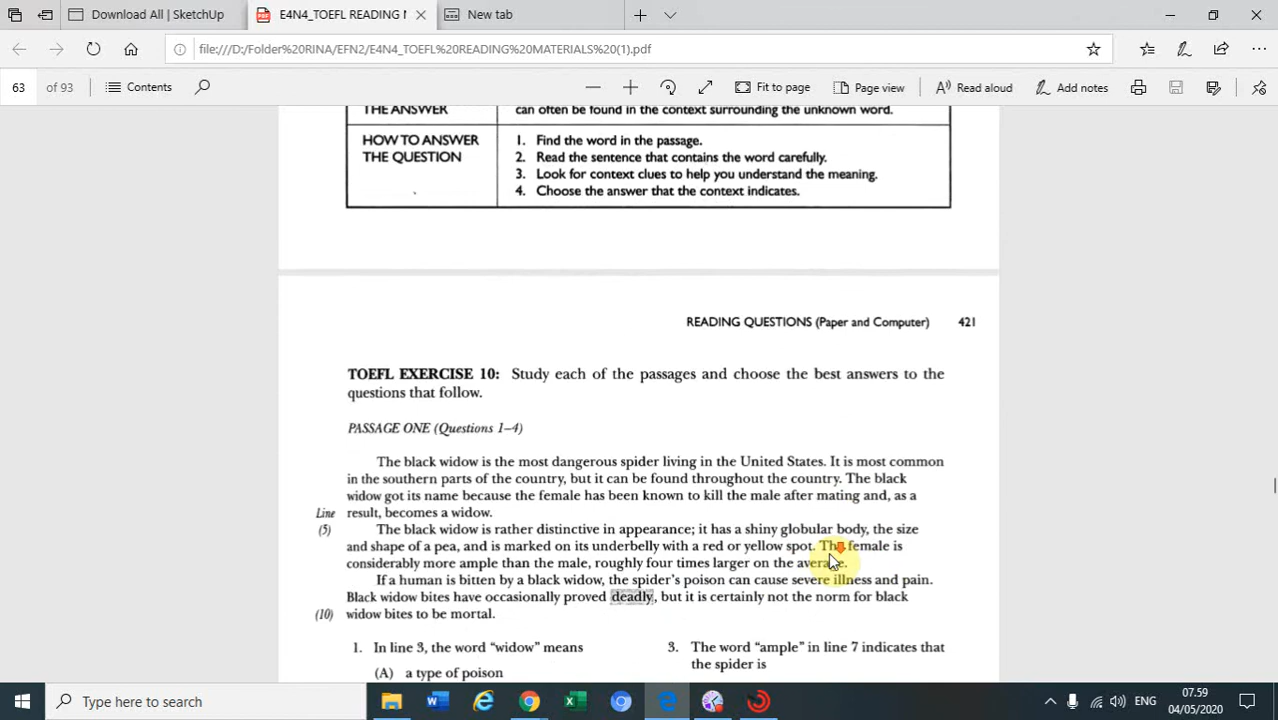 Download All | SketchUp
E4N4_TOEFL READING M
New tab
file:///D:/Folder%20RINA/EFN2/E4N4_TOEFL%20READING%20MATERIALS%20(1).pdf
63 of 93
Contents
Fit to page
Page view
Read aloud
Add notes
THE ANSWER
can often be found in the context surrounding the unknown word.
HOW TO ANSWER
THE QUESTION
1. Find the word in the passage.
2. Read the sentence that contains the word carefully.
3. Look for context clues to help you understand the meaning.
4. Choose the answer that the context indicates.
READING QUESTIONS (Paper and Computer) 421
TOEFL EXERCISE 10: Study each of the passages and choose the best answers to the
questions that follow.
PASSAGE ONE (Questions 1–4)
The black widow is the most dangerous spider living in the United States. It is most common
in the southern parts of the country, but it can be found throughout the country. The black
widow got its name because the female has been known to kill the male after mating and, as a
Line result, becomes a widow.
(5) The black widow is rather distinctive in appearance; it has a shiny globular body, the size
and shape of a pea, and is marked on its underbelly with a red or yellow spot. The female is
considerably more ample than the male, roughly four times larger on the average.
If a human is bitten by a black widow, the spider's poison can cause severe illness and pain.
Black widow bites have occasionally proved deadly, but it is certainly not the norm for black
(10) widow bites to be mortal.
1. In line 3, the word "widow" means
(A) a type of poison
3. The word "ample" in line 7 indicates that
the spider is
Type here to search
ENG
07.59
04/05/2020